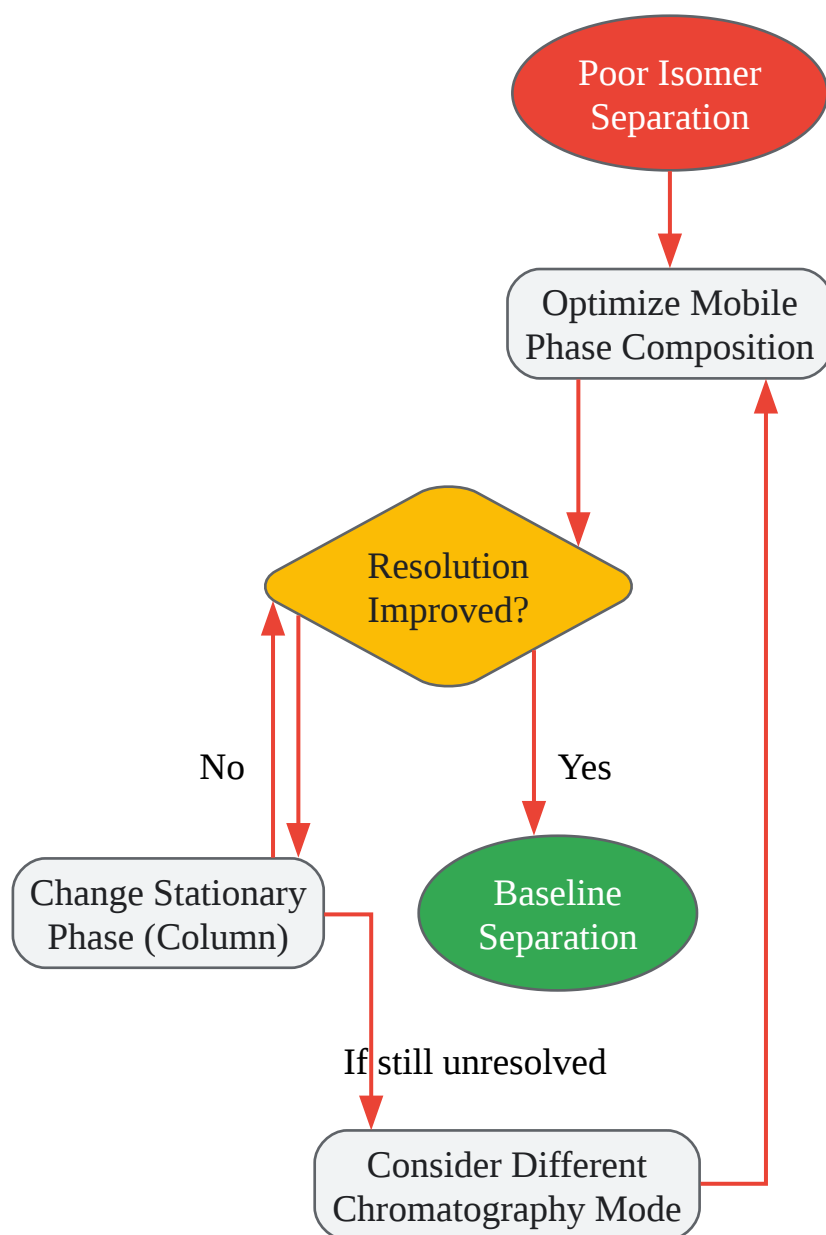 Poor Isomer
Separation
Optimize Mobile
Phase Composition
Resolution
Improved?
No
Yes
Change Stationary
Phase (Column)
Baseline
Separation
If still unresolved
Consider Different
Chromatography Mode